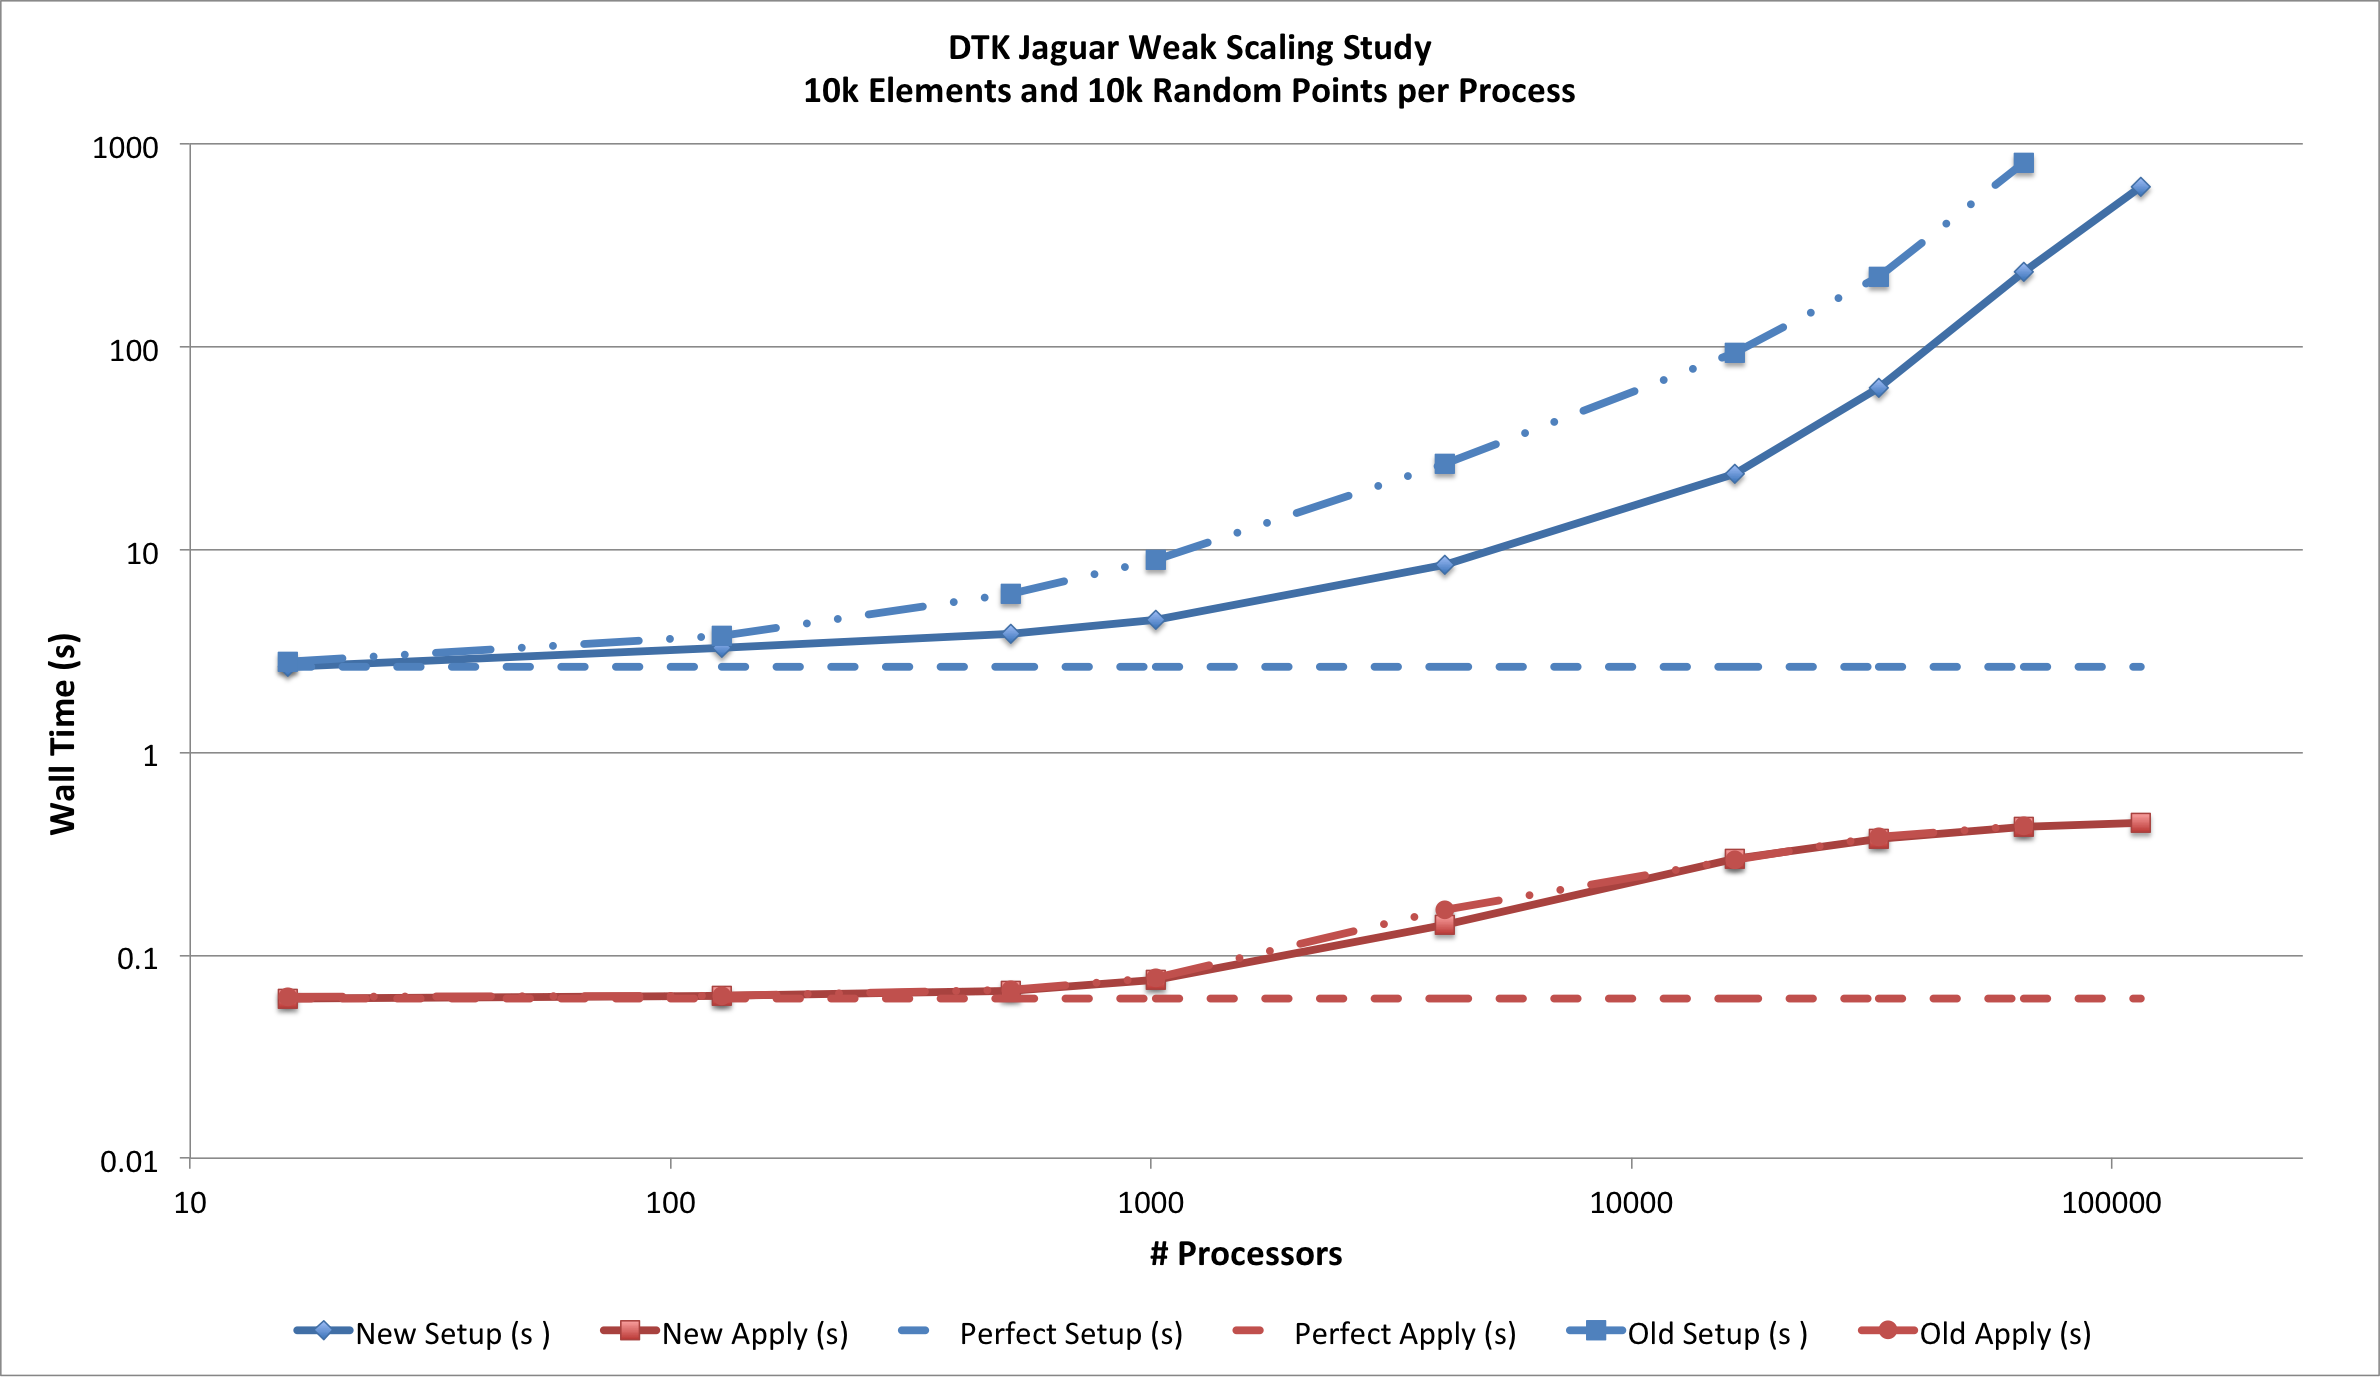 DTK Jaguar Weak Scaling Study
10k Elements and 10k Random Points per Process
1000
100
10
1
0.1
0.01
Wall Time (s)
10 100 1000 10000 100000
# Processors
New Setup (s ) New Apply (s) Perfect Setup (s) Perfect Apply (s) Old Setup (s ) Old Apply (s)